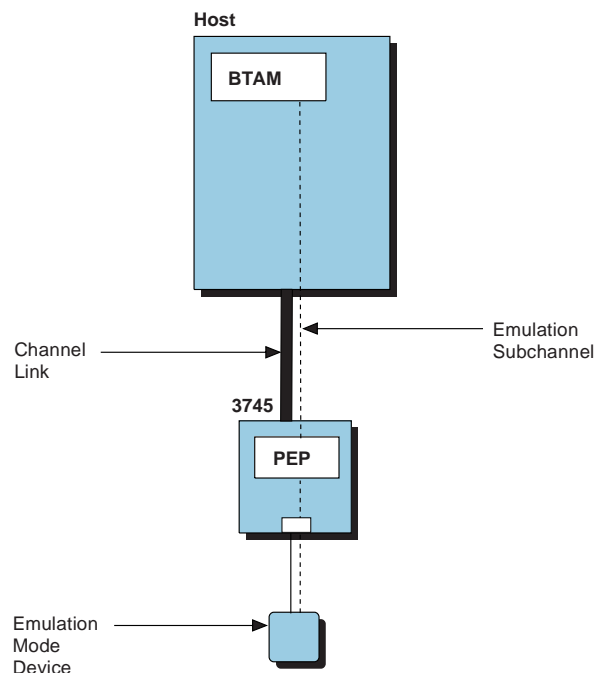 Host
BTAM
Emulation
Subchannel
Channel
Link
3745
PEP
Emulation
Mode
Device